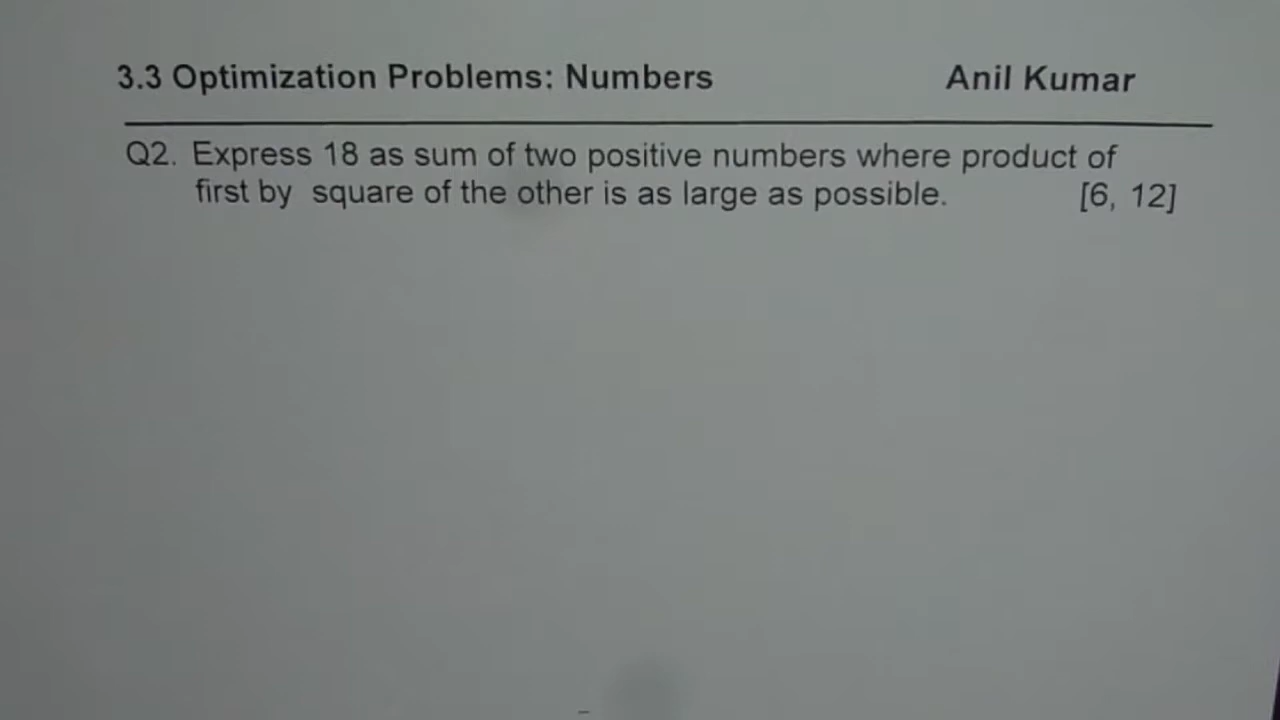 3.3 Optimization Problems: Numbers Anil Kumar
Q2. Express 18 as sum of two positive numbers where product of
first by square of the other is as large as possible. [6, 12]